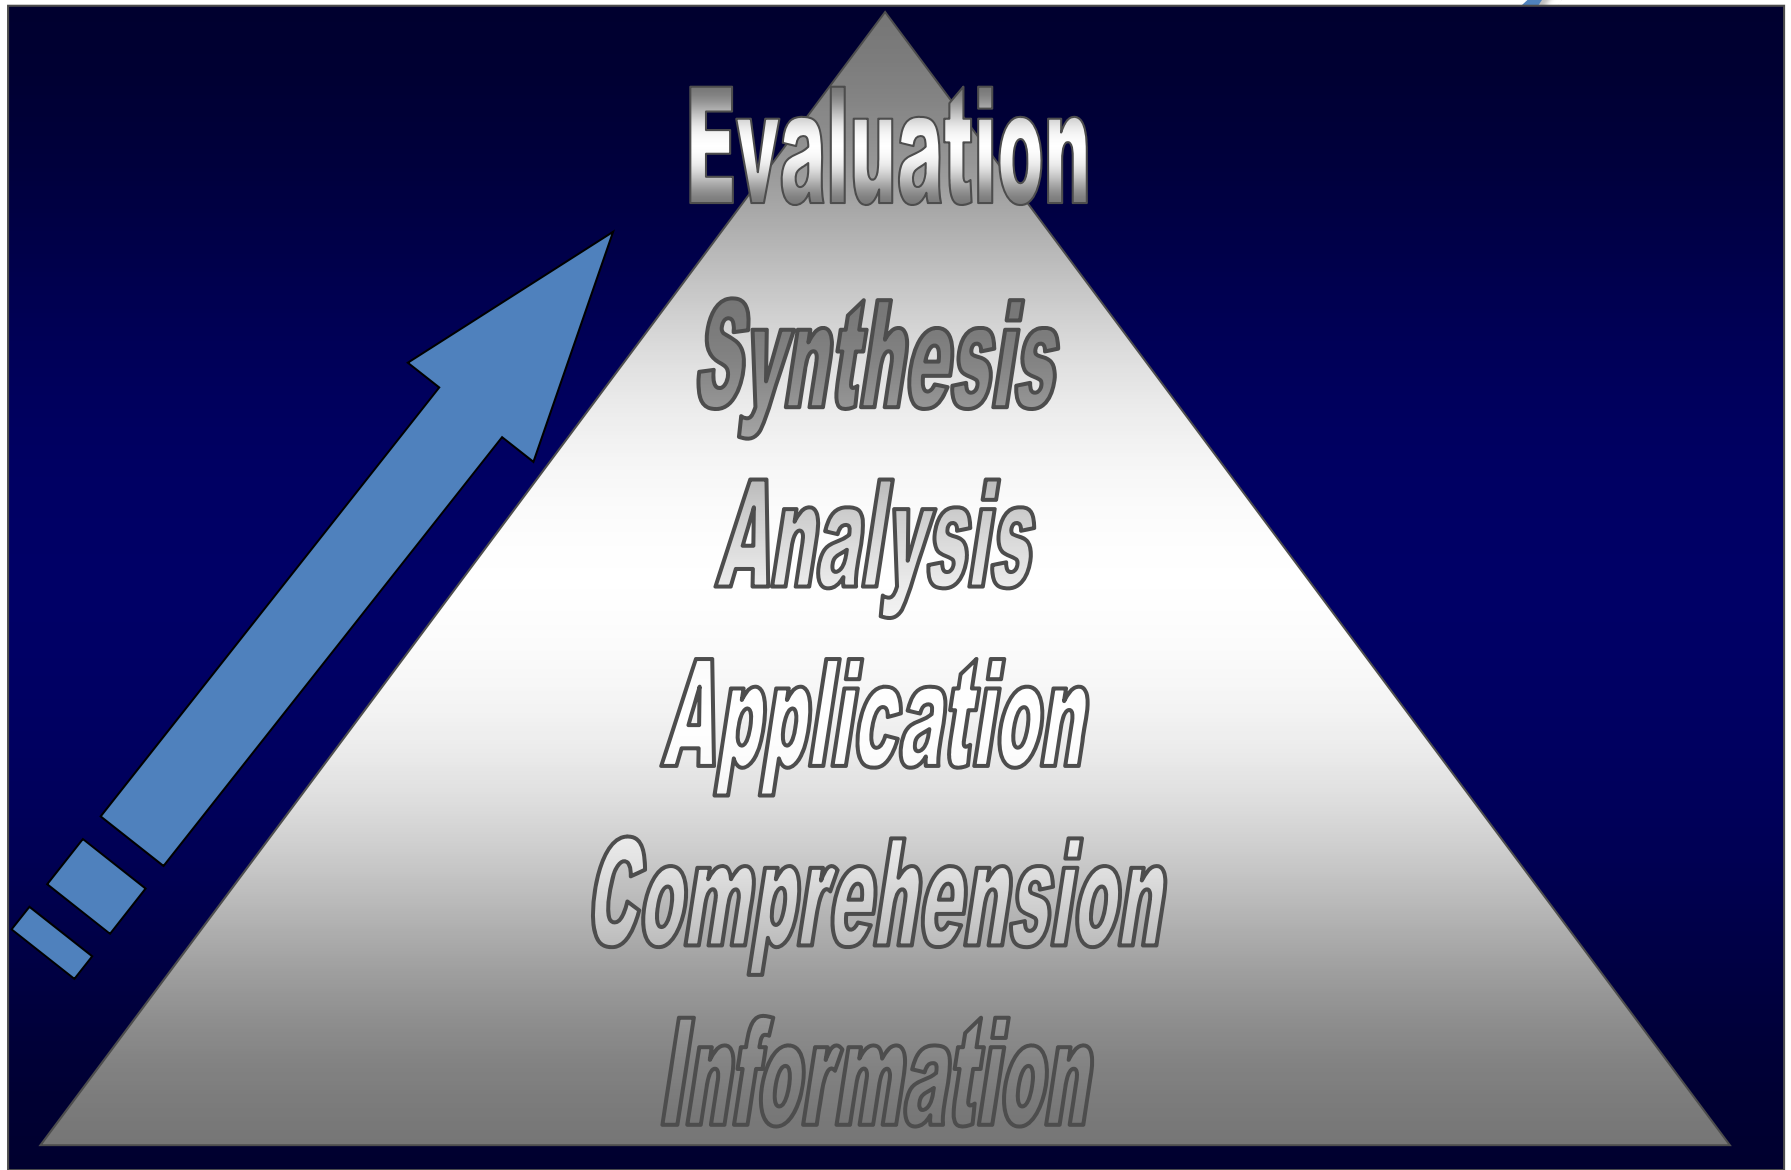 Evaluation
Synthesis
Analysis
Application
Comprehension
Information